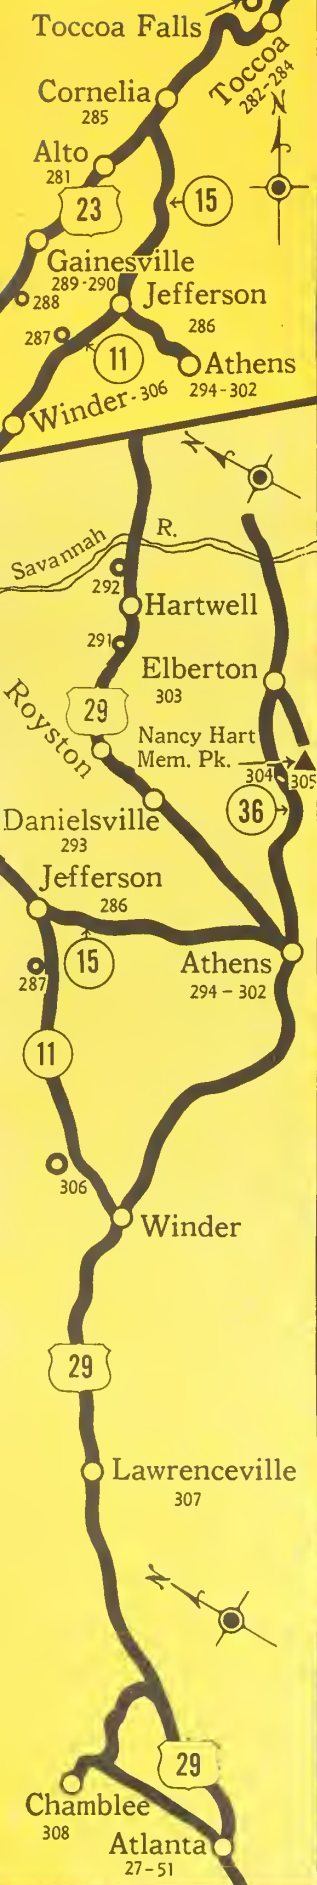 Toccoa Falls
Toccoa
282-284
N
Cornelia
285
Alto
281
23
15
Gainesville
289-290
288
Jefferson
286
287
11
Athens
294-302
Winder-306
N
Savannah R.
292
Hartwell
291
Elberton
303
29
Royston
Nancy Hart
Mem. Pk.
304
305
36
Danielsville
293
Jefferson
286
15
287
Athens
294-302
11
306
Winder
29
Lawrenceville
307
N
29
Chamblee
308
Atlanta
27-51